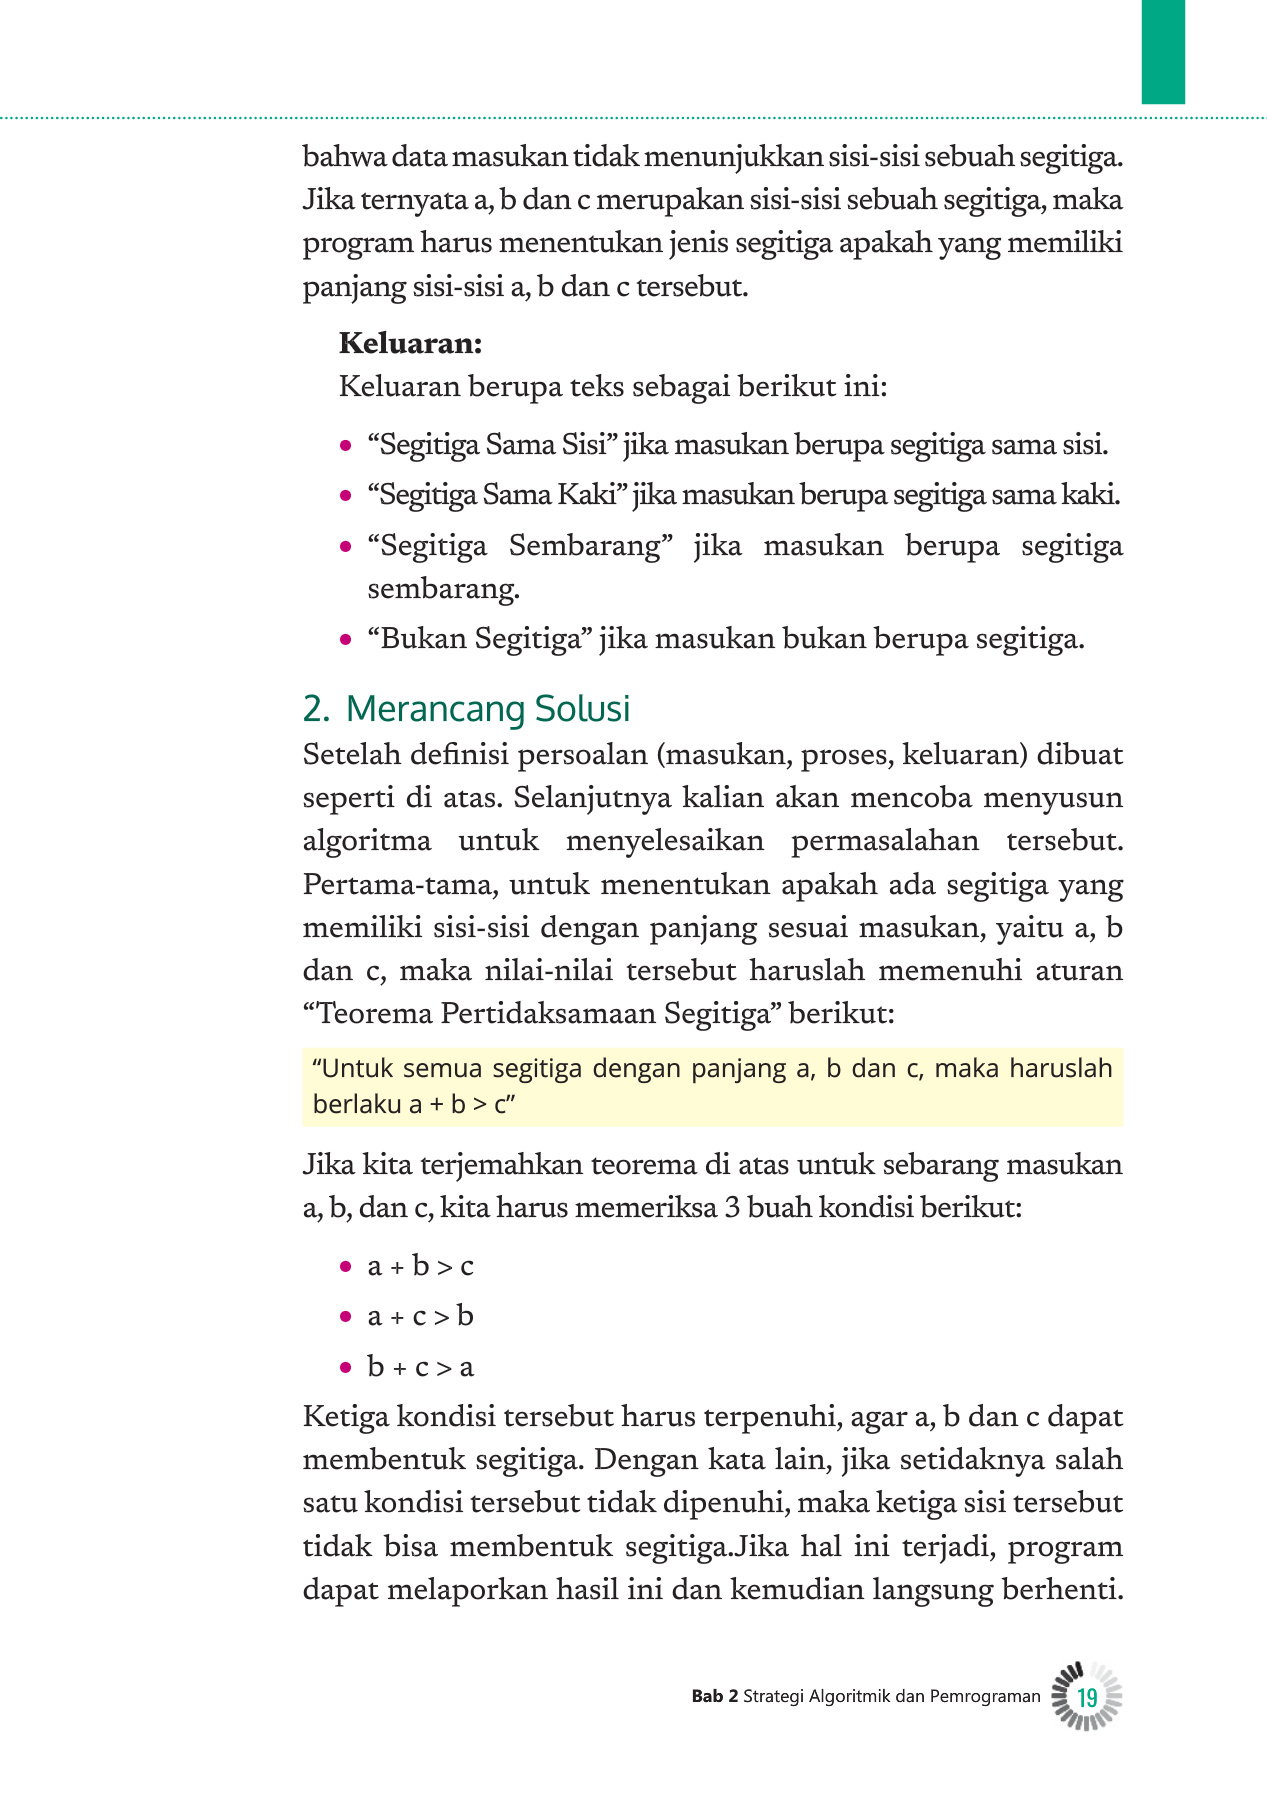 bahwa data masukan tidak menunjukkan sisi-sisi sebuah segitiga.
Jika ternyata a, b dan c merupakan sisi-sisi sebuah segitiga, maka
program harus menentukan jenis segitiga apakah yang memiliki
panjang sisi-sisi a, b dan c tersebut.
Keluaran:
Keluaran berupa teks sebagai berikut ini:
• “Segitiga Sama Sisi” jika masukan berupa segitiga sama sisi.
• “Segitiga Sama Kaki” jika masukan berupa segitiga sama kaki.
• “Segitiga Sembarang” jika masukan berupa segitiga
sembarang.
• “Bukan Segitiga” jika masukan bukan berupa segitiga.
2. Merancang Solusi
Setelah definisi persoalan (masukan, proses, keluaran) dibuat
seperti di atas. Selanjutnya kalian akan mencoba menyusun
algoritma untuk menyelesaikan permasalahan tersebut.
Pertama-tama, untuk menentukan apakah ada segitiga yang
memiliki sisi-sisi dengan panjang sesuai masukan, yaitu a, b
dan c, maka nilai-nilai tersebut haruslah memenuhi aturan
“Teorema Pertidaksamaan Segitiga” berikut:
“Untuk semua segitiga dengan panjang a, b dan c, maka haruslah
berlaku a + b > c”
Jika kita terjemahkan teorema di atas untuk sebarang masukan
a, b, dan c, kita harus memeriksa 3 buah kondisi berikut:
• a + b > c
• a + c > b
• b + c > a
Ketiga kondisi tersebut harus terpenuhi, agar a, b dan c dapat
membentuk segitiga. Dengan kata lain, jika setidaknya salah
satu kondisi tersebut tidak dipenuhi, maka ketiga sisi tersebut
tidak bisa membentuk segitiga.Jika hal ini terjadi, program
dapat melaporkan hasil ini dan kemudian langsung berhenti.
Bab 2 Strategi Algoritmik dan Pemrograman 19